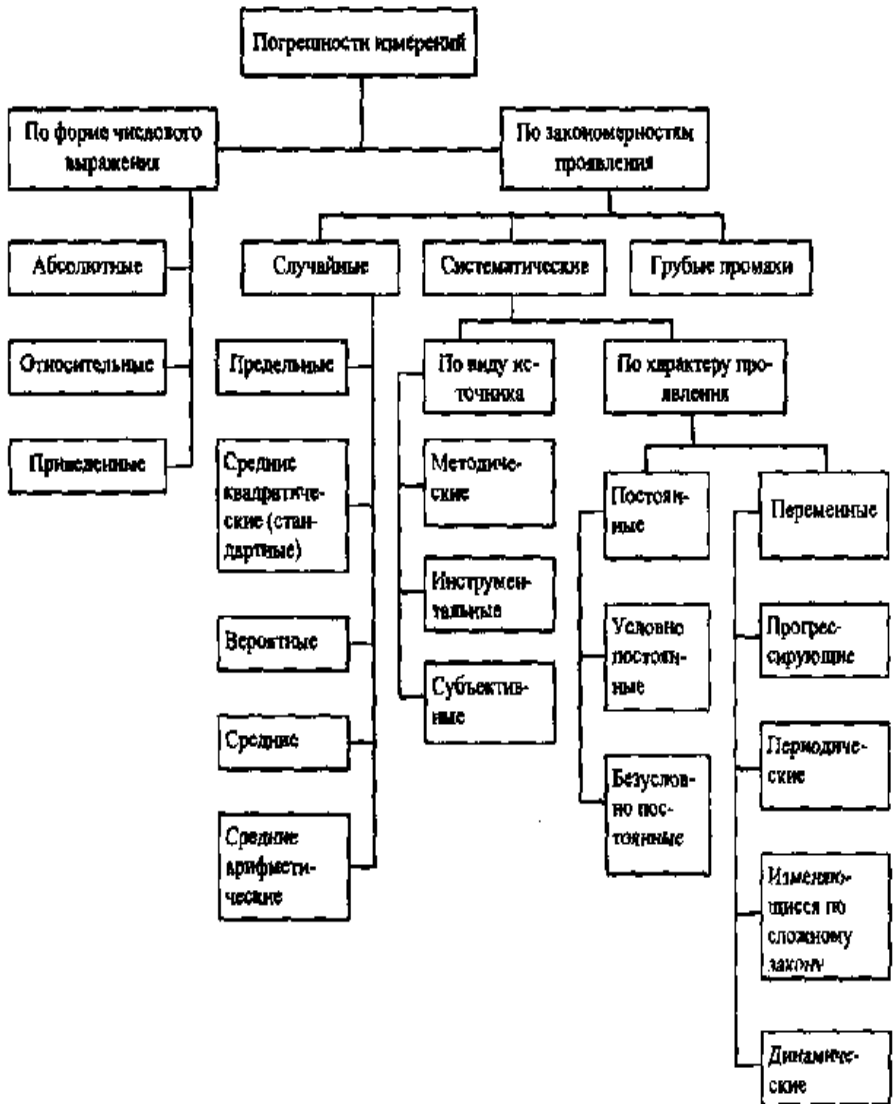 Погрешности измерений
По форме числового
выражения
По закономерностям
проявления
Абсолютные
Относительные
Приведенные
Случайные
Систематические
Грубые промахи
Предельные
Средние
квадратиче-
ские (стан-
дартные)
Вероятные
Средние
Средние
арифмети-
ческие
По виду ис-
точника
Методиче-
ские
Инструмен-
тальные
Субъектив-
ные
По характеру про-
явления
Постоян-
ные
Условно
постоян-
ные
Безуслов-
но пос-
тоянные
Переменные
Прогрес-
сирующие
Периодиче-
ские
Изменяю-
щиеся по
сложному
закону
Динамиче-
ские